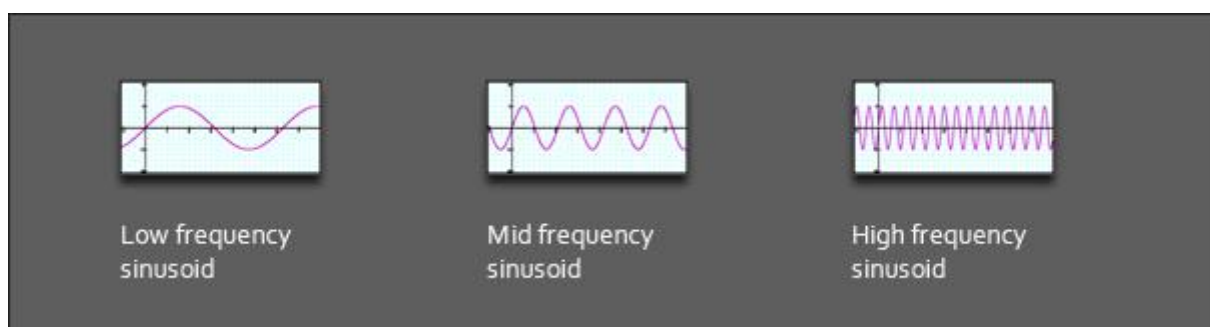 Low frequency
sinusoid
Mid frequency
sinusoid
High frequency
sinusoid